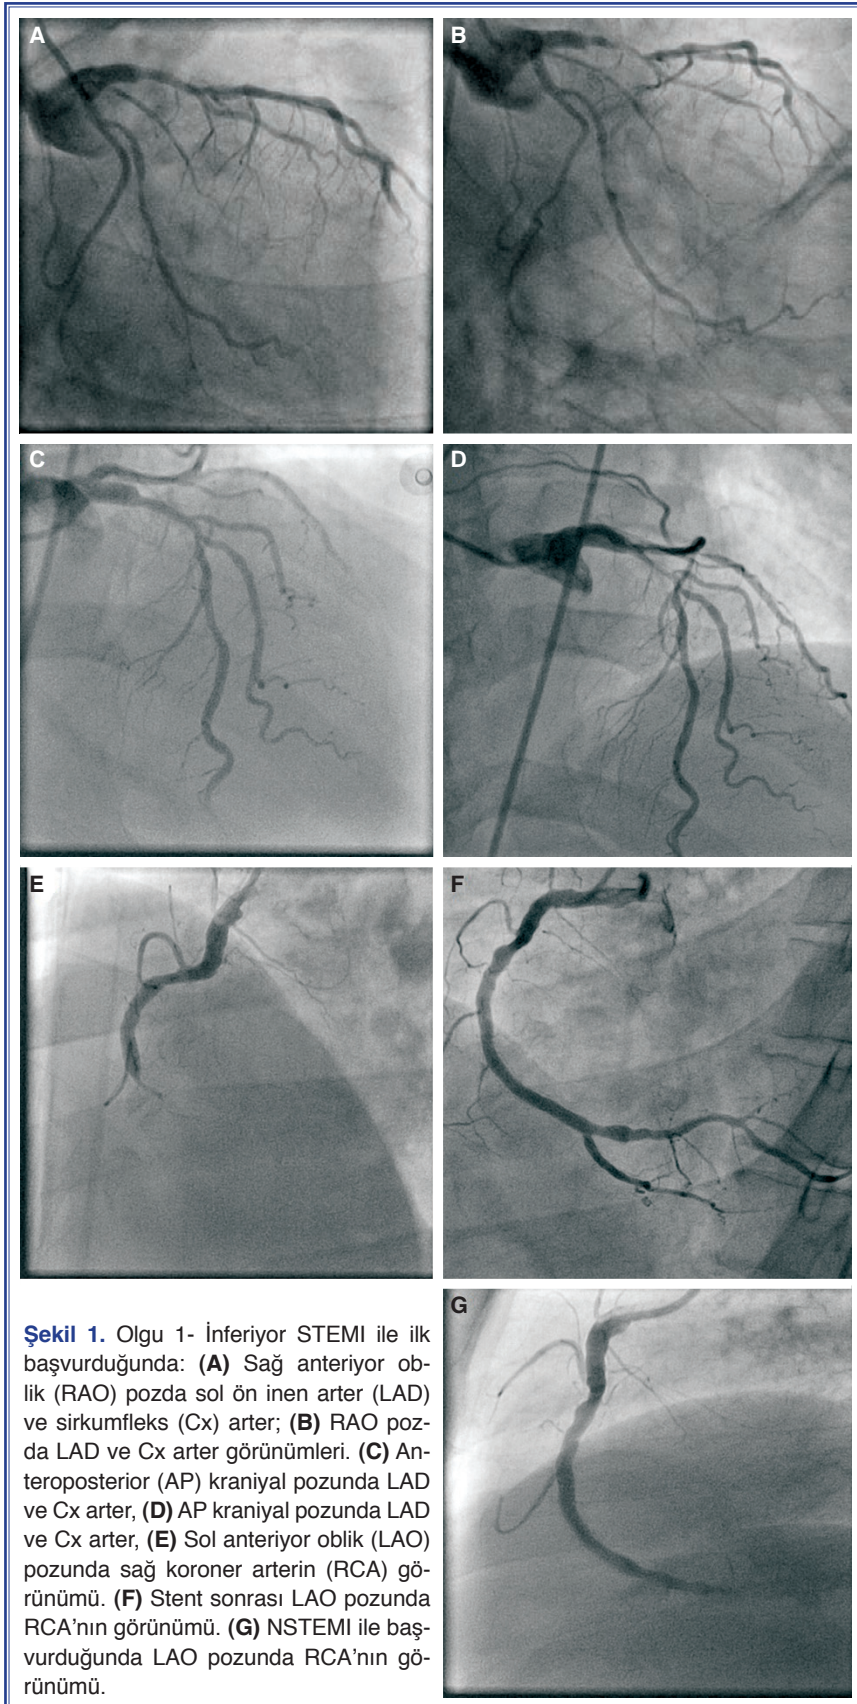 A
B
C
D
E
F
G
Şekil 1. Olgu 1- İnferiyor STEMI ile ilk
başvurduğunda: (A) Sağ anteriyor ob-
lik (RAO) pozda sol ön inen arter (LAD)
ve sirkumfleks (Cx) arter; (B) RAO poz-
da LAD ve Cx arter görünümleri. (C) An-
teroposterior (AP) kraniyal pozunda LAD
ve Cx arter, (D) AP kraniyal pozunda LAD
ve Cx arter, (E) Sol anteriyor oblik (LAO)
pozunda sağ koroner arterin (RCA) gö-
rünümü. (F) Stent sonrası LAO pozunda
RCA’nın görünümü. (G) NSTEMI ile baş-
vurduğunda LAO pozunda RCA’nın gö-
rünümü.